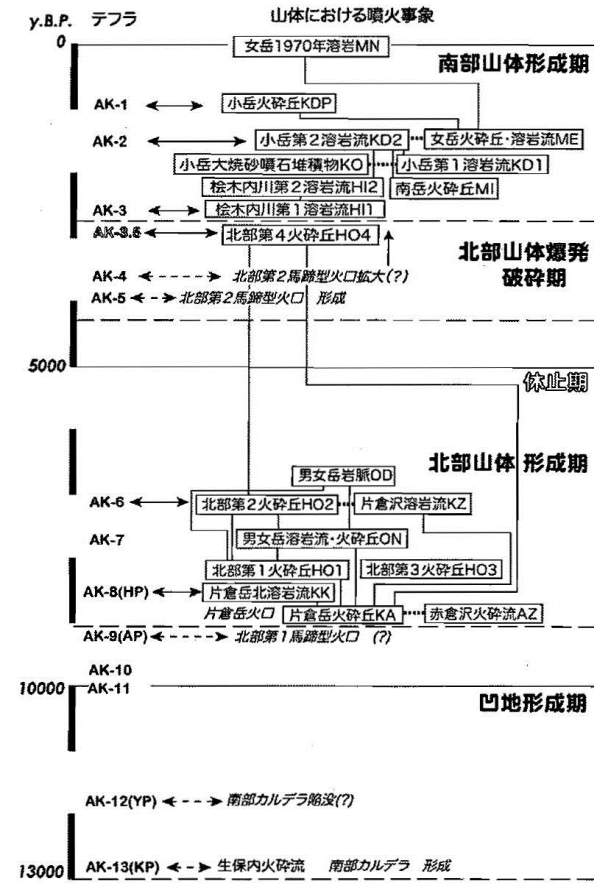 y.B.P. テフラ 山体における噴火事象
0
女岳1970年溶岩MN
南部山体形成期
AK-1 小岳火砕丘KDP
AK-2 小岳第2溶岩流KD2 女岳火砕丘・溶岩流ME
小岳大焼砂噴石堆積物KO 小岳第1溶岩流KD1
桧木内川第2溶岩流HI2 南岳火砕丘MI
AK-3 桧木内川第1溶岩流HI1
AK-3.5 北部第4火砕丘HO4
北部山体爆発
破砕期
AK-4 北部第2馬蹄型火口拡大(?)
AK-5 北部第2馬蹄型火口 形成
5000
休止期
北部山体 形成期
男女岳岩脈OD
AK-6 北部第2火砕丘HO2 片倉沢溶岩流KZ
AK-7 男女岳溶岩流・火砕丘ON
北部第1火砕丘HO1 北部第3火砕丘HO3
AK-8(HP) 片倉岳北溶岩流KK
片倉岳火口 片倉岳火砕丘KA 赤倉沢火砕流AZ
AK-9(AP) 北部第1馬蹄型火口 (?)
AK-10
10000 AK-11
凹地形成期
AK-12(YP) 南部カルデラ陥没(?)
13000 AK-13(KP) 生保内火砕流 南部カルデラ 形成